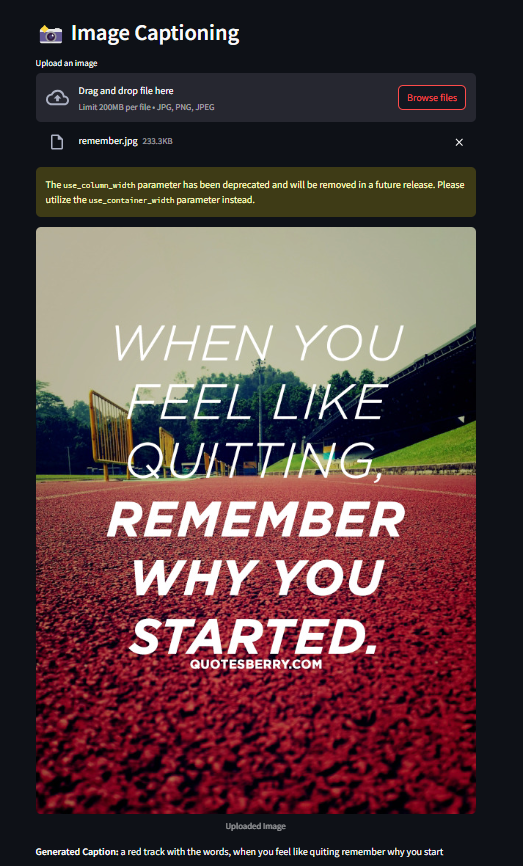 Image Captioning
Upload an image
Drag and drop file here
Limit 200MB per file • JPG, PNG, JPEG
Browse files
remember.jpg 233.3KB
The use_column_width parameter has been deprecated and will be removed in a future release. Please
utilize the use_container_width parameter instead.
WHEN YOU
FEEL LIKE
QUITTING,
REMEMBER
WHY YOU
STARTED.
QUOTESBERRY.COM
Uploaded Image
Generated Caption: a red track with the words, when you feel like quiting remember why you start